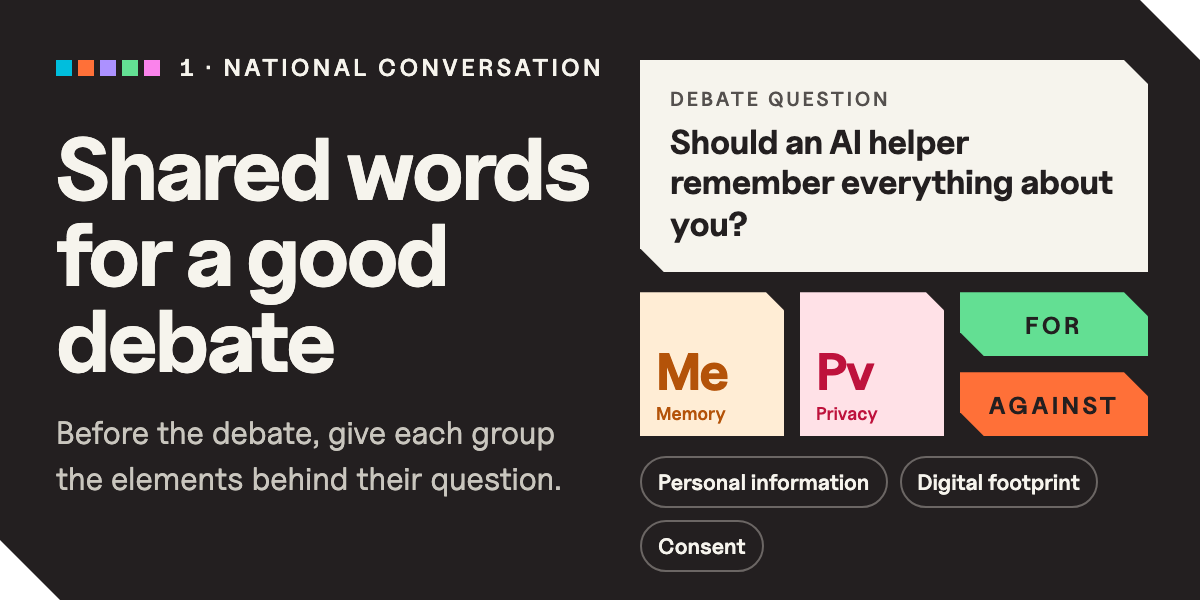 1 · NATIONAL CONVERSATION
Shared words
for a good
debate
Before the debate, give each group
the elements behind their question.
DEBATE QUESTION
Should an AI helper
remember everything about
you?
Me
Memory
Pv
Privacy
FOR
AGAINST
Personal information
Digital footprint
Consent